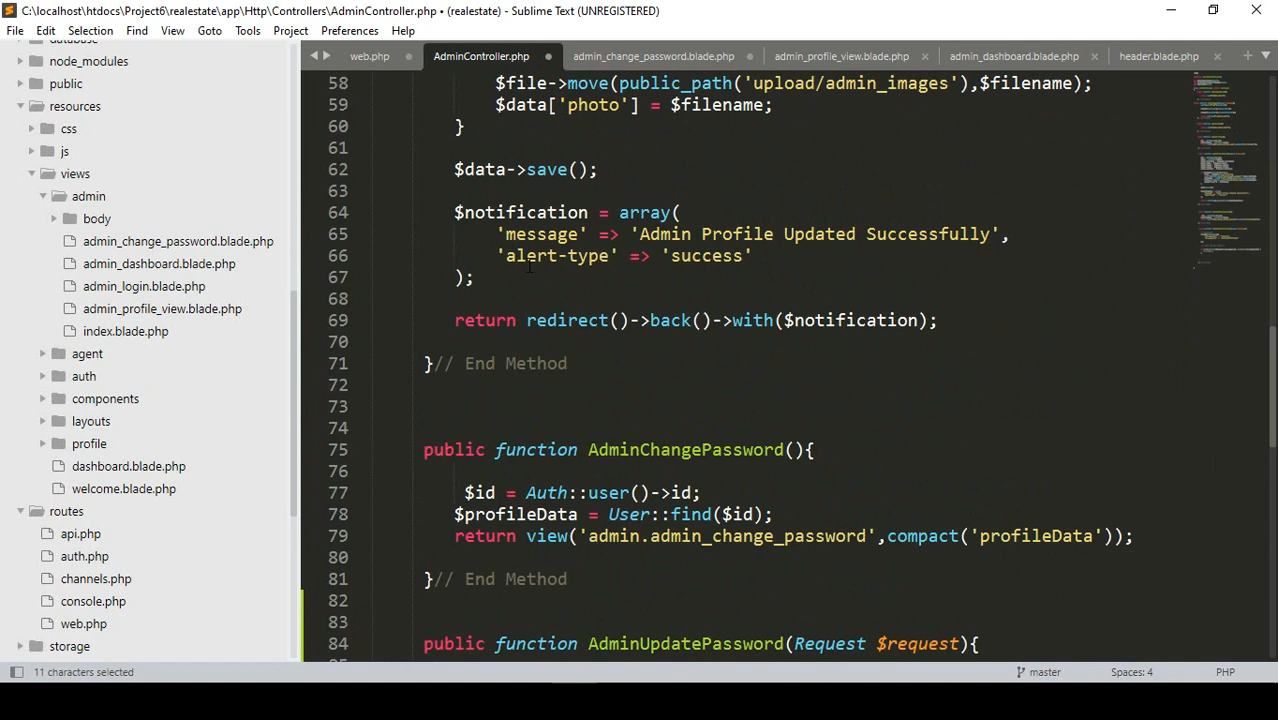 C:\localhost\htdocs\Project6\realestate\app\Http\Controllers\AdminController.php • (realestate) - Sublime Text (UNREGISTERED)
File Edit Selection Find View Goto Tools Project Preferences Help
web.php AdminController.php admin_change_password.blade.php admin_profile_view.blade.php admin_dashboard.blade.php header.blade.php
database
node_modules
public
resources
css
js
views
admin
body
admin_change_password.blade.php
admin_dashboard.blade.php
admin_login.blade.php
admin_profile_view.blade.php
index.blade.php
agent
auth
components
layouts
profile
dashboard.blade.php
welcome.blade.php
routes
api.php
auth.php
channels.php
console.php
web.php
storage
58 $file->move(public_path('upload/admin_images'),$filename);
59 $data['photo'] = $filename;
60 }
61
62 $data->save();
63
64 $notification = array(
65 'message' => 'Admin Profile Updated Successfully',
66 'alert-type' => 'success'
67 );
68
69 return redirect()->back()->with($notification);
70
71 }// End Method
72
73
74
75 public function AdminChangePassword(){
76
77 $id = Auth::user()->id;
78 $profileData = User::find($id);
79 return view('admin.admin_change_password',compact('profileData'));
80
81 }// End Method
82
83
84 public function AdminUpdatePassword(Request $request){
11 characters selected master Spaces: 4 PHP